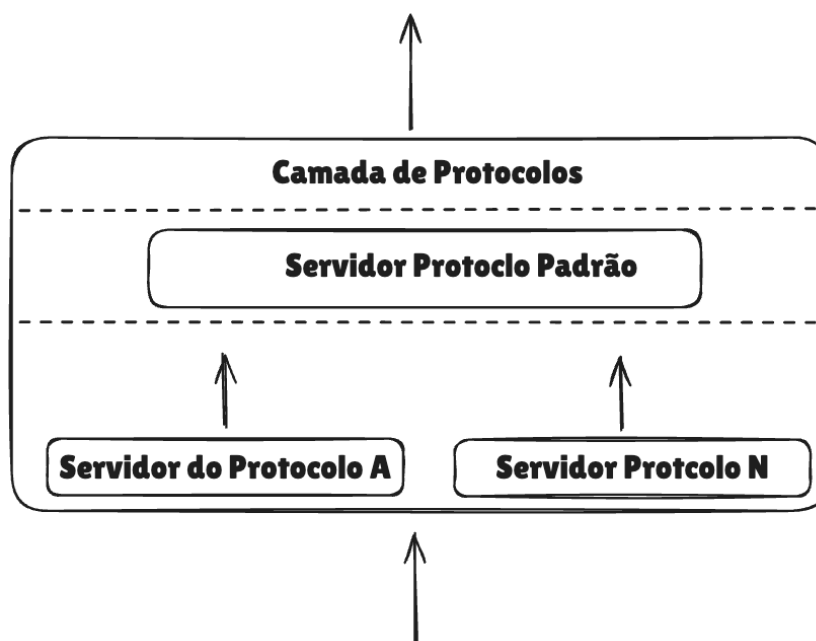 Camada de Protocolos
Servidor Protoclo Padrão
Servidor do Protocolo A
Servidor Protcolo N